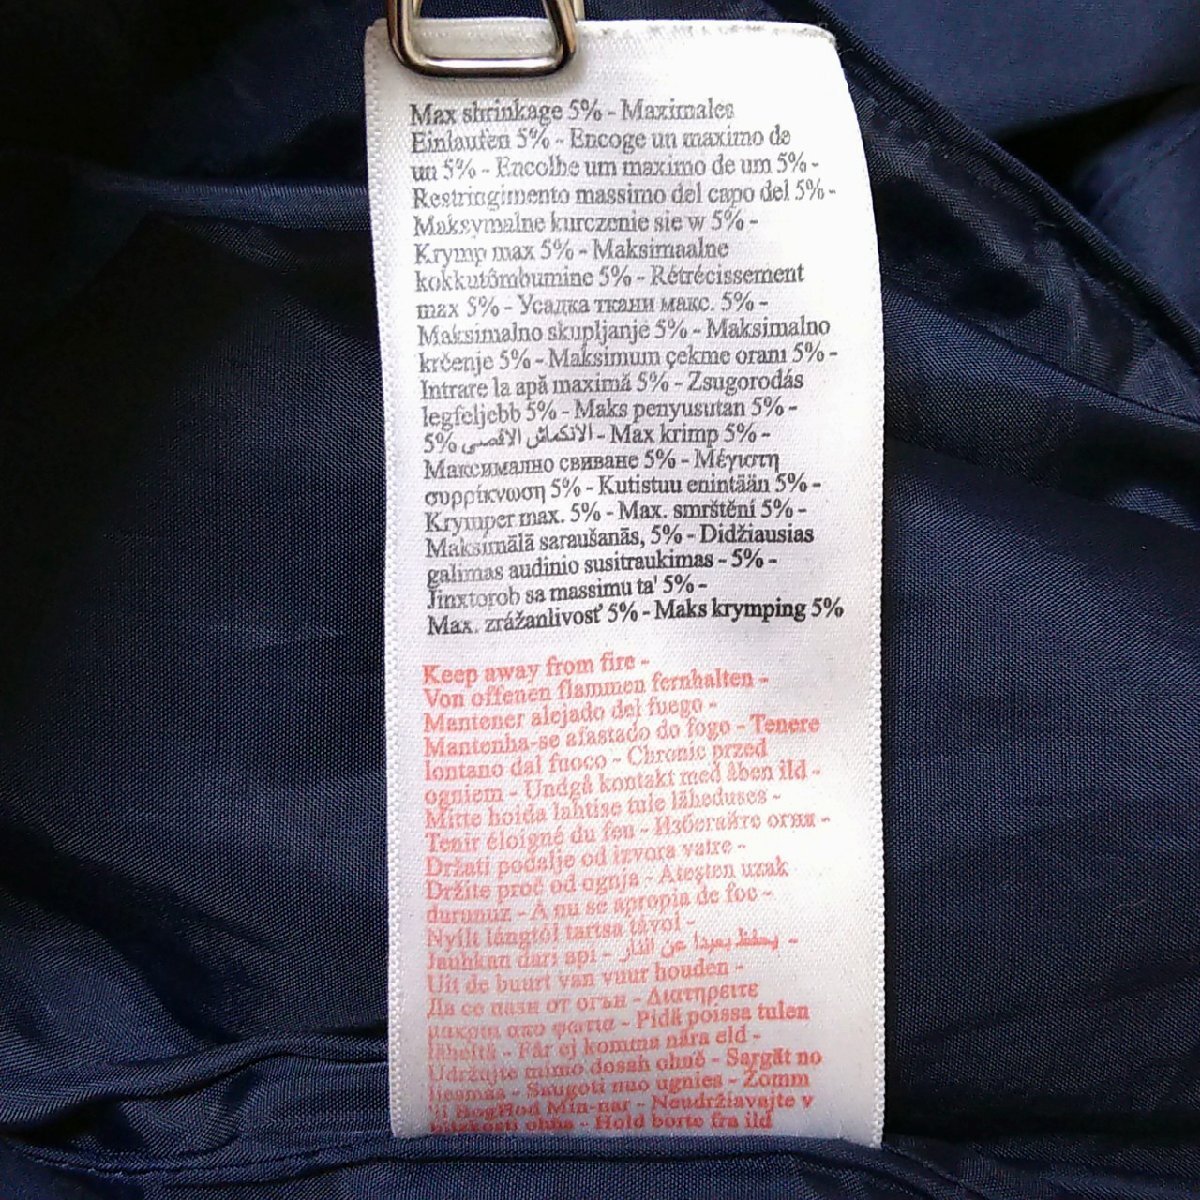 Max shrinkage 5% - Maximales
Einlaufen 5% - Encoge un maximo de
un 5% - Encolhe um maximo de um 5% -
Restringimento massimo del capo del 5% -
Maksymalne kurczenie sie w 5% -
Krymp max 5% - Maksimaalne
kokkutõmbumine 5% - Rétrécissement
max 5% - Усадка ткани макс. 5% -
Maksimalno skupljanje 5% - Maksimalno
krčenje 5% - Maksimum çekme oranı 5% -
Intrare la apă maximă 5% - Zsugorodás
legfeljebb 5% - Maks penyusutan 5% -
5% الانكماش الاقصى - Max krimp 5% -
Максимално свиване 5% - Μέγιστη
συρρίκνωση 5% - Kutistuu enintään 5% -
Krymper max. 5% - Max. smrštění 5% -
Maksimālā saraušanās, 5% - Didžiausias
galimas audinio susitraukimas - 5% -
Jinxtorob sa massimu ta' 5% -
Max. zrážanlivosť 5% - Maks krymping 5%
Keep away from fire -
Von offenen flammen fernhalten -
Mantener alejado del fuego -
Mantenha-se afastado do fogo - Tenere
lontano dal fuoco - Chronic przed
ogniem - Undgå kontakt med åben ild -
Mitte hoida lahtise tule läheduses -
Tenir éloigné du feu - Избегайте огня -
Držati podalje od izvora vatre -
Držite proč od ognja - Ateşten uzak
durunuz - A nu se apropia de foc -
Nyílt lángtól tartsa távol -
Jauhkan dari api - يحفظ بعيدا عن النار -
Uit de buurt van vuur houden -
Да се пази от огън - Διατηρείτε
μακριά απο φωτιά - Pidä poissa tulen
läheltä - Får ej komma nära eld -
Udržujte mimo dosah ohně - Sargāt no
liesmas - Saugoti nuo ugnies - Żomm
'il BogHod Min-nar - Neudržiavajte v
blízkosti ohňa - Hold borte fra ild